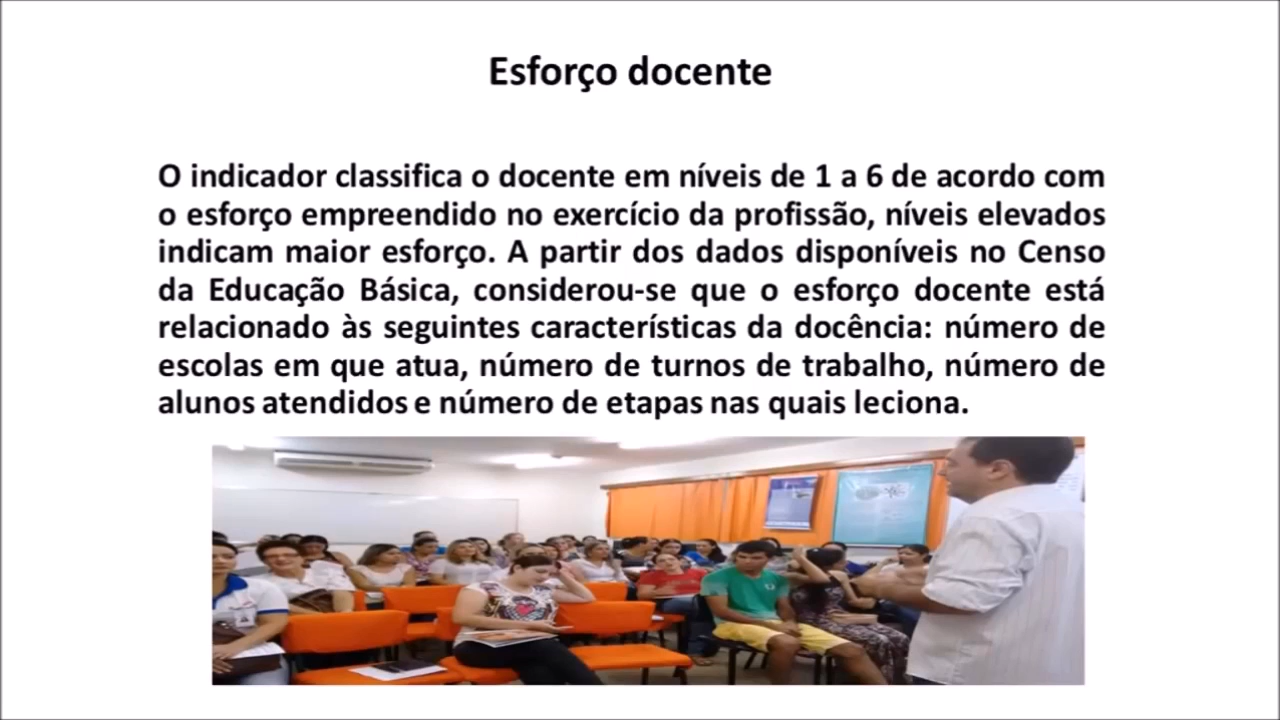 Esforço docente
O indicador classifica o docente em níveis de 1 a 6 de acordo com
o esforço empreendido no exercício da profissão, níveis elevados
indicam maior esforço. A partir dos dados disponíveis no Censo
da Educação Básica, considerou-se que o esforço docente está
relacionado às seguintes características da docência: número de
escolas em que atua, número de turnos de trabalho, número de
alunos atendidos e número de etapas nas quais leciona.